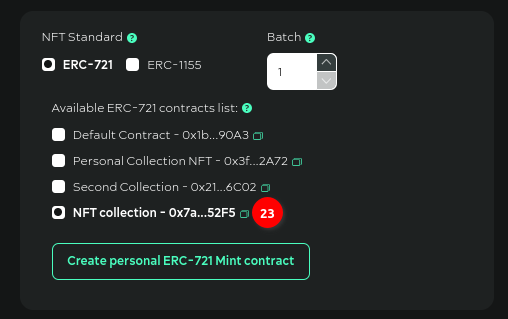 NFT Standard ?
Batch ?
ERC-721 ERC-1155
1
Available ERC-721 contracts list: ?
Default Contract - 0x1b...90A3
Personal Collection NFT - 0x3f...2A72
Second Collection - 0x21...6C02
NFT collection - 0x7a...52F5 23
Create personal ERC-721 Mint contract